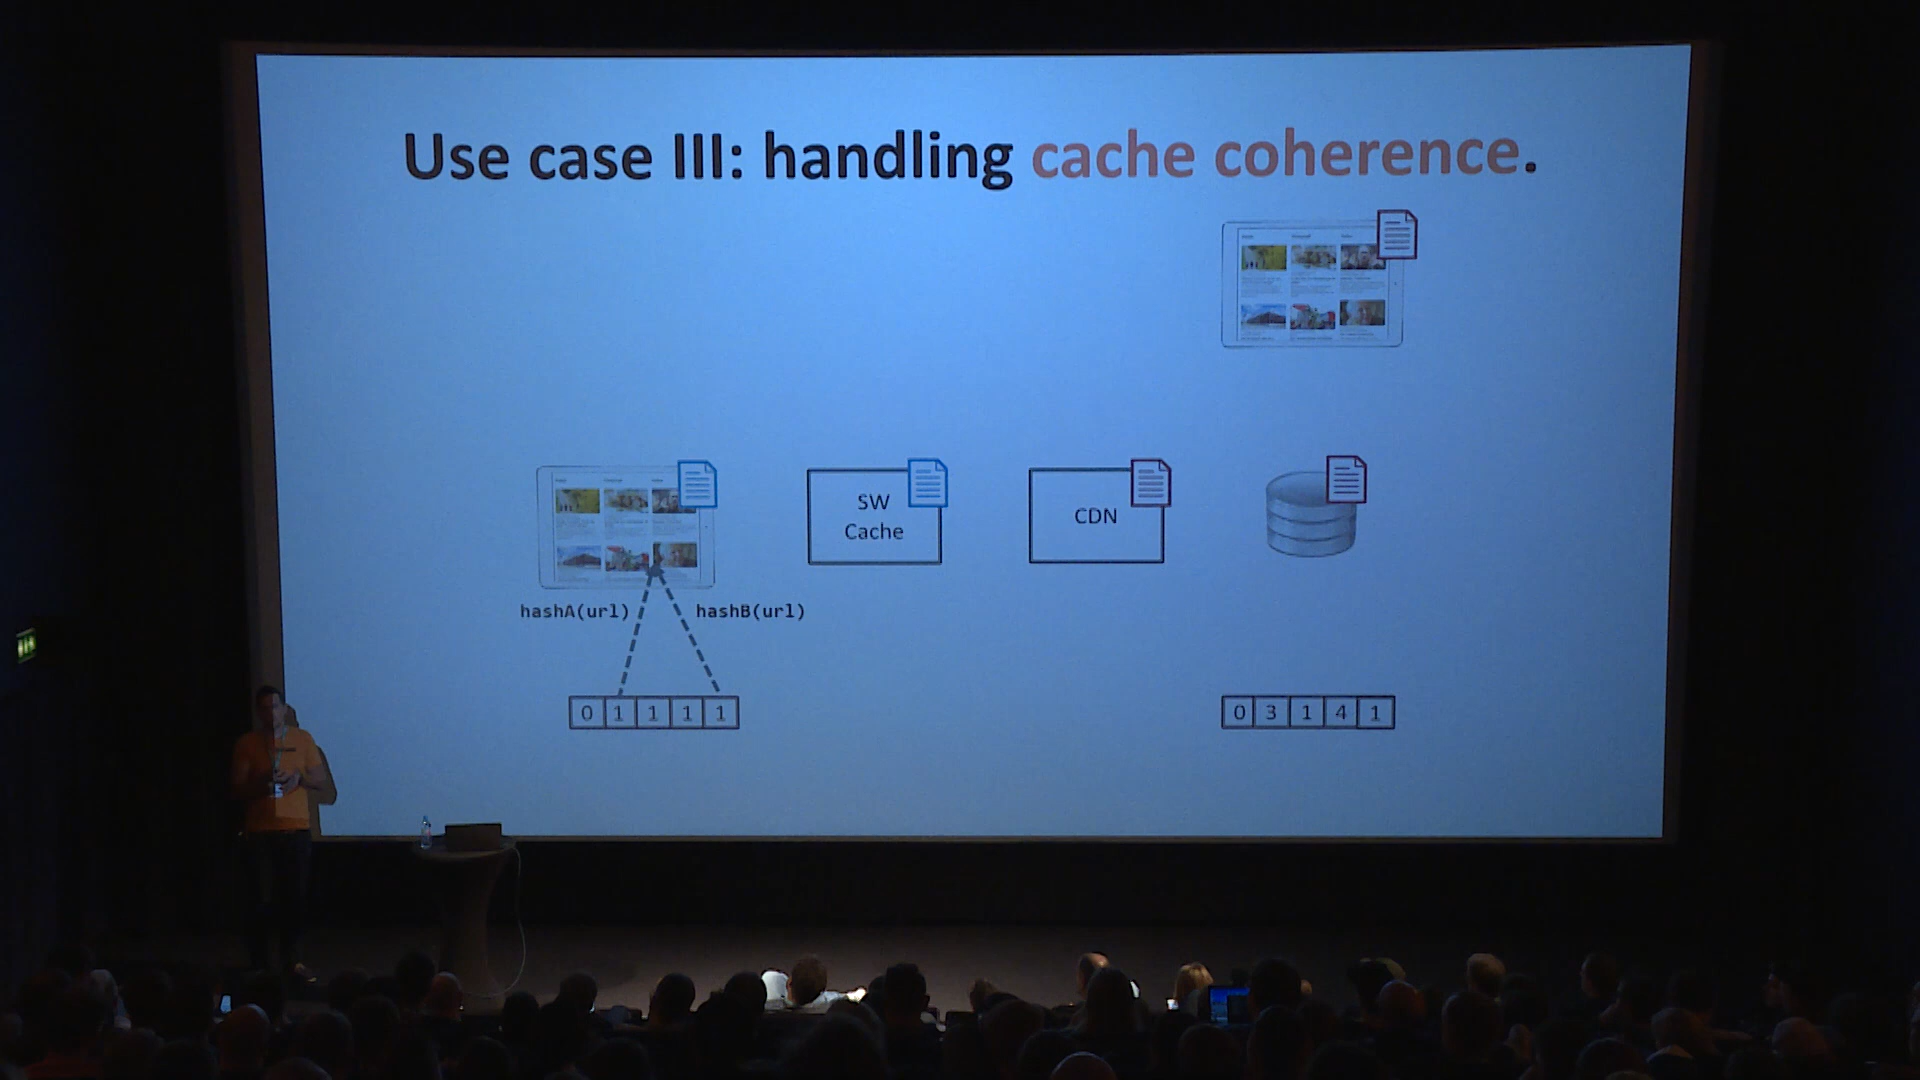 Use case III: handling cache coherence.
SW
Cache
CDN
hashA(url)
hashB(url)
0 1 1 1 1
0 3 1 4 1